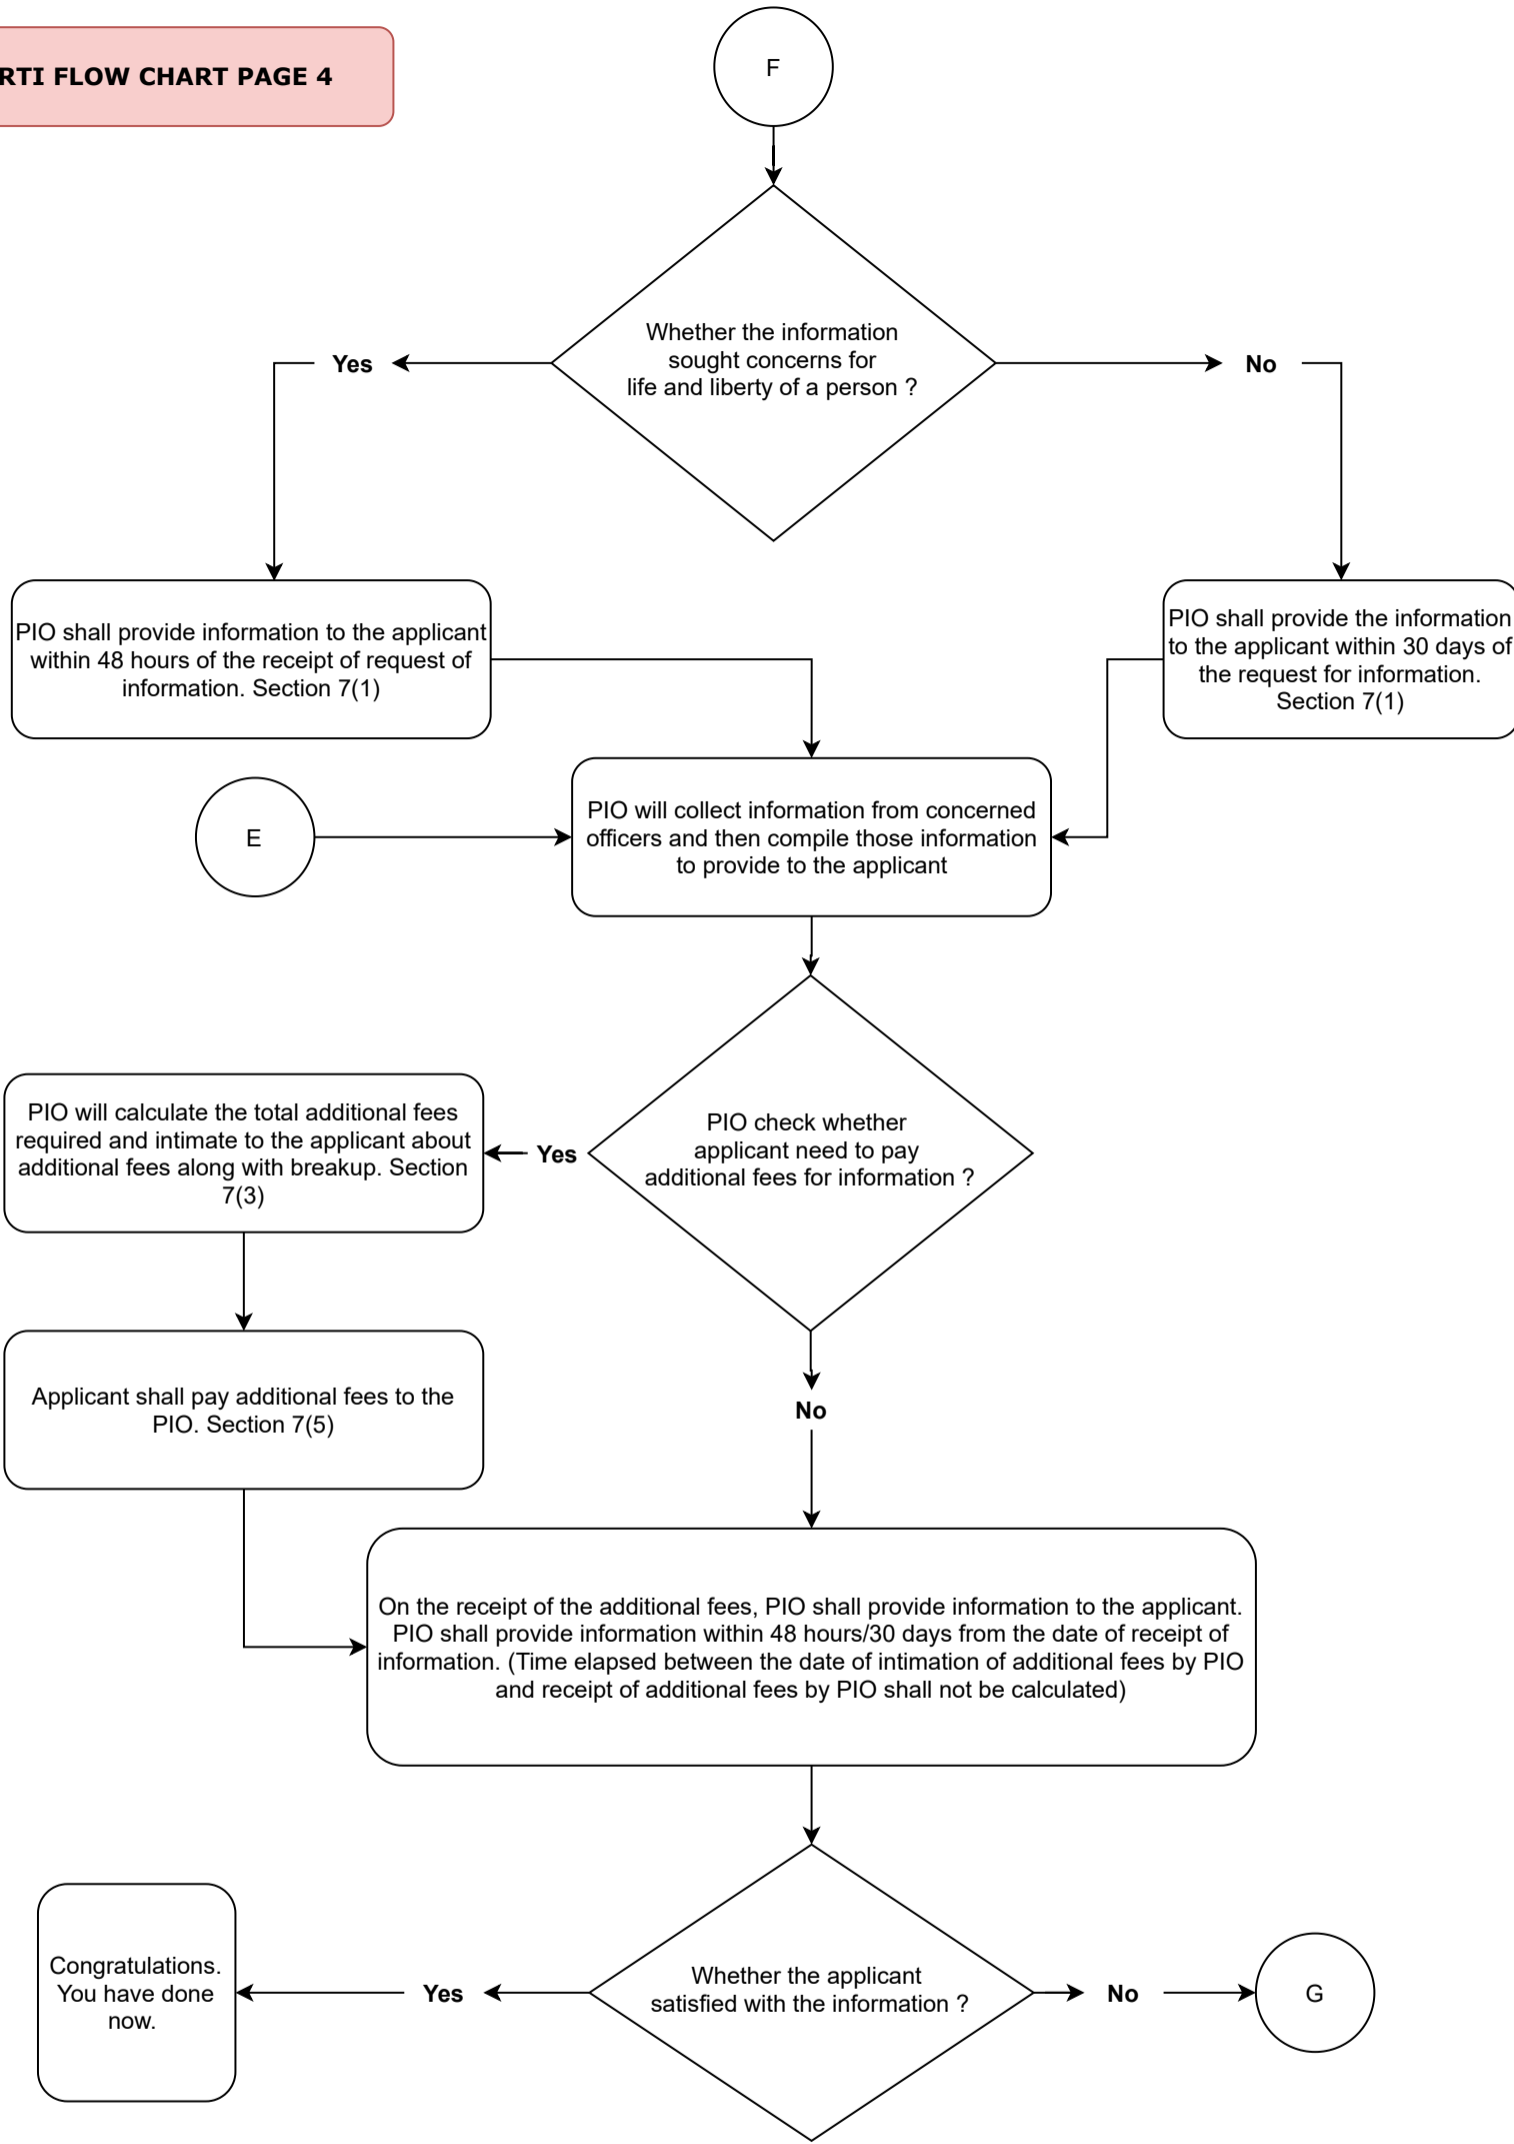 RTI FLOW CHART PAGE 4
F
Whether the information
sought concerns for
life and liberty of a person ?
Yes
No
PIO shall provide information to the applicant
within 48 hours of the receipt of request of
information. Section 7(1)
PIO shall provide the information
to the applicant within 30 days of
the request for information.
Section 7(1)
E
PIO will collect information from concerned
officers and then compile those information
to provide to the applicant
PIO will calculate the total additional fees
required and intimate to the applicant about
additional fees along with breakup. Section
7(3)
Yes
PIO check whether
applicant need to pay
additional fees for information ?
Applicant shall pay additional fees to the
PIO. Section 7(5)
No
On the receipt of the additional fees, PIO shall provide information to the applicant.
PIO shall provide information within 48 hours/30 days from the date of receipt of
information. (Time elapsed between the date of intimation of additional fees by PIO
and receipt of additional fees by PIO shall not be calculated)
Congratulations.
You have done
now.
Yes
Whether the applicant
satisfied with the information ?
No
G